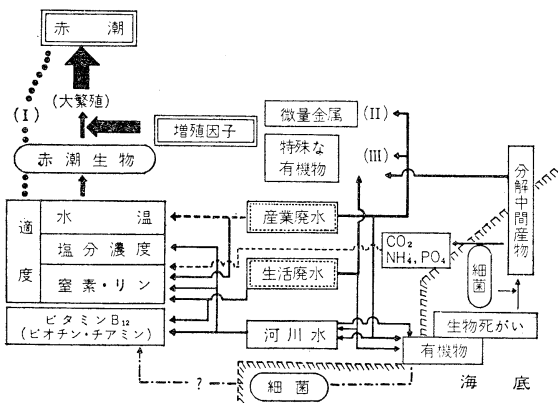 赤潮
(I)
(大繁殖)
増殖因子
赤潮生物
微量金属
(II)
特殊な
有機物
(III)
分解中間産物
適度
水温
塩分濃度
窒素・リン
産業廃水
生活廃水
CO₂
NH₄⁺, PO₄
細菌
ビタミンB₁₂
(ビオチン・チアミン)
河川水
生物死がい
有機物
?
細菌
海底